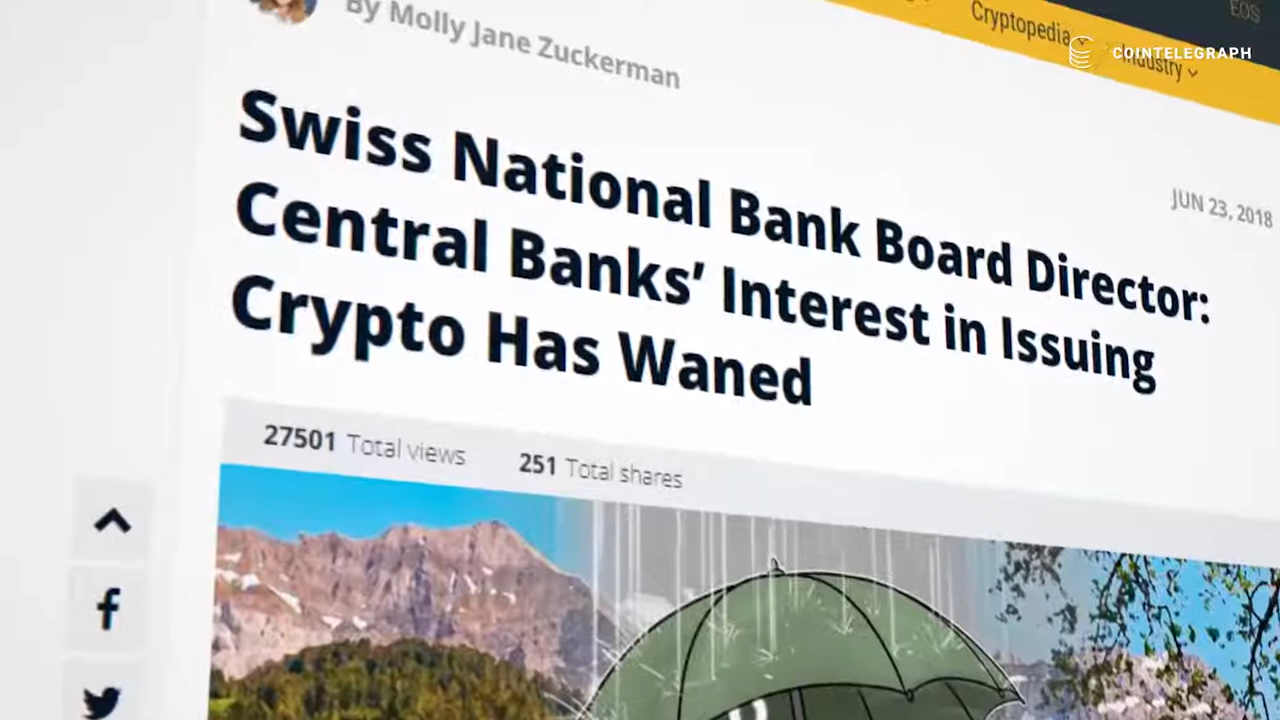 EOS
Cryptopedia
Industry
COINTELEGRAPH
By Molly Jane Zuckerman
JUN 23, 2018
Swiss National Bank Board Director:
Central Banks’ Interest in Issuing
Crypto Has Waned
27501 Total views
251 Total shares